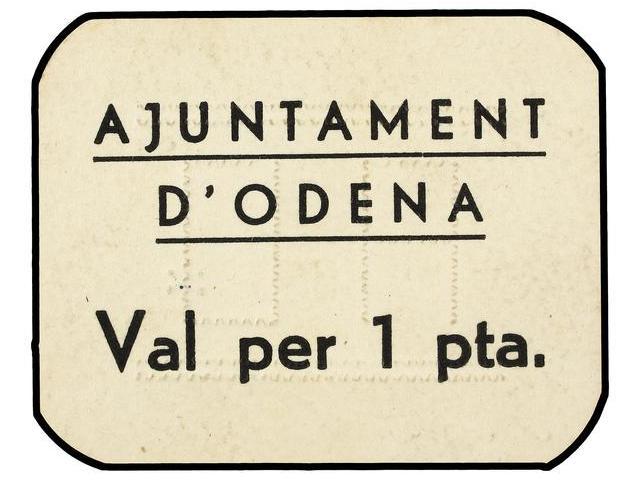 AJUNTAMENT
D'ODENA
Val per 1 pta.